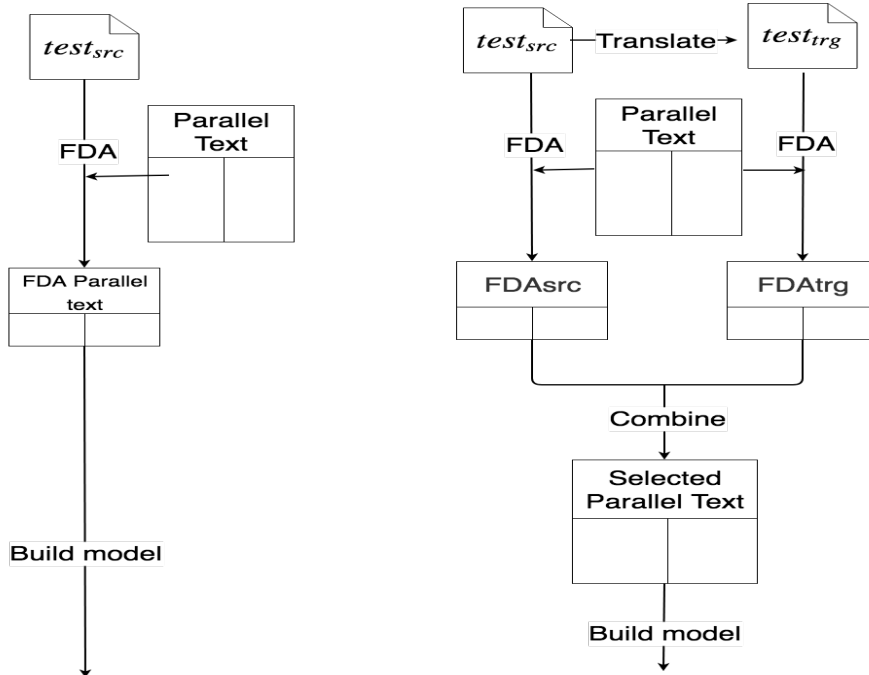 test_src
FDA
Parallel
Text
FDA Parallel
text
Build model
test_src
Translate
test_trg
Parallel
Text
FDA
FDA
FDAsrc
FDAtrg
Combine
Selected
Parallel Text
Build model